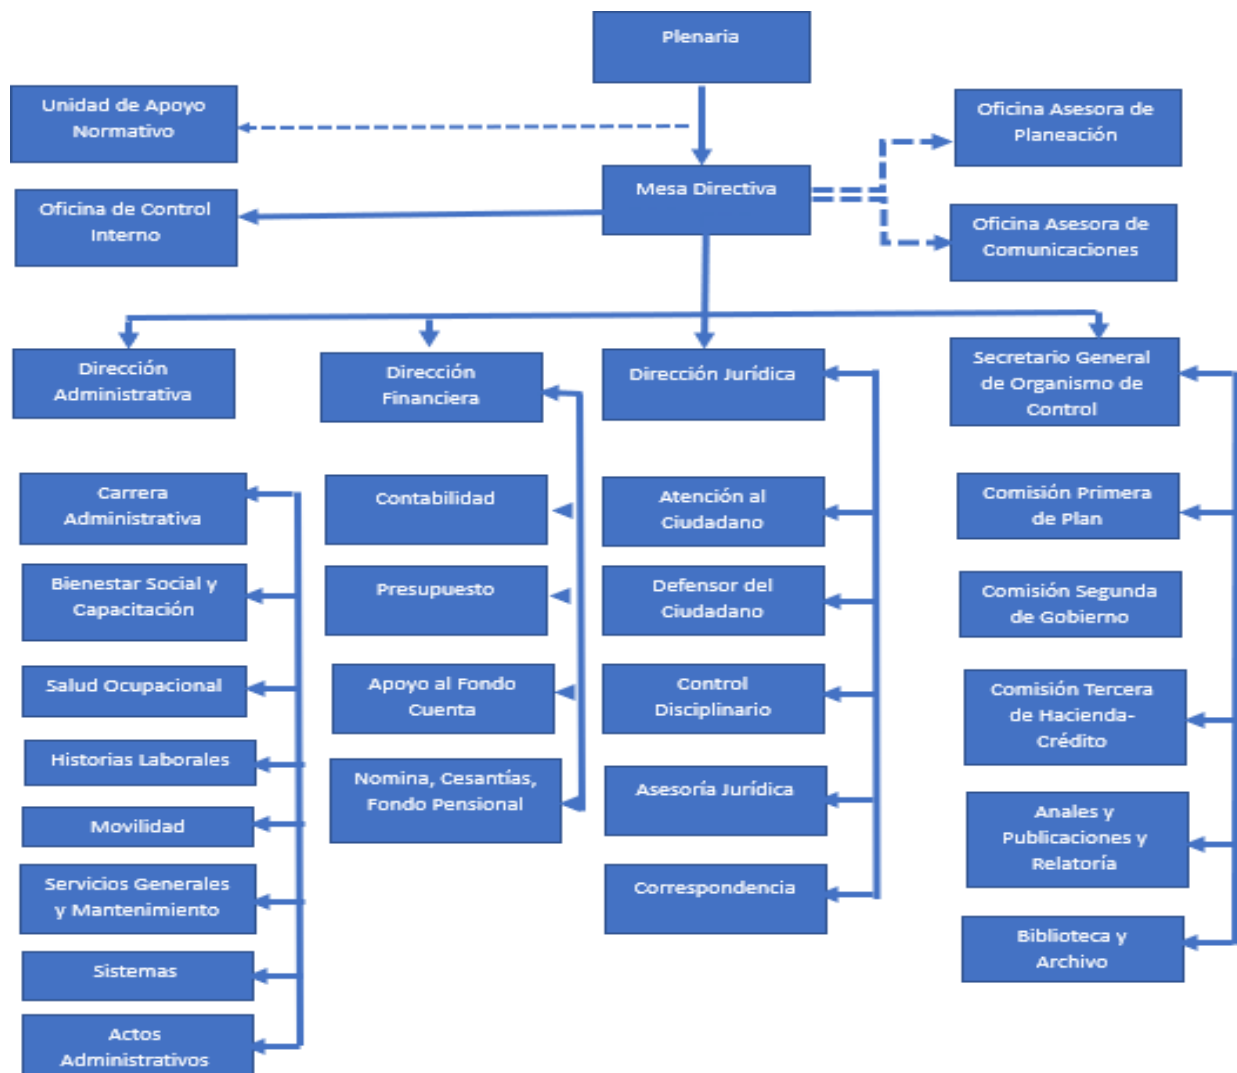 Plenaria
Unidad de Apoyo
Normativo
Oficina Asesora de
Planeación
Mesa Directiva
Oficina de Control
Interno
Oficina Asesora de
Comunicaciones
Dirección
Administrativa
Dirección
Financiera
Dirección Jurídica
Secretario General
de Organismo de
Control
Carrera
Administrativa
Bienestar Social y
Capacitación
Salud Ocupacional
Historias Laborales
Movilidad
Servicios Generales
y Mantenimiento
Sistemas
Actos
Administrativos
Contabilidad
Presupuesto
Apoyo al Fondo
Cuenta
Nomina, Cesantías,
Fondo Pensional
Atención al
Ciudadano
Defensor del
Ciudadano
Control
Disciplinario
Asesoría Jurídica
Correspondencia
Comisión Primera
de Plan
Comisión Segunda
de Gobierno
Comisión Tercera
de Hacienda-
Crédito
Anales y
Publicaciones y
Relatoría
Biblioteca y
Archivo